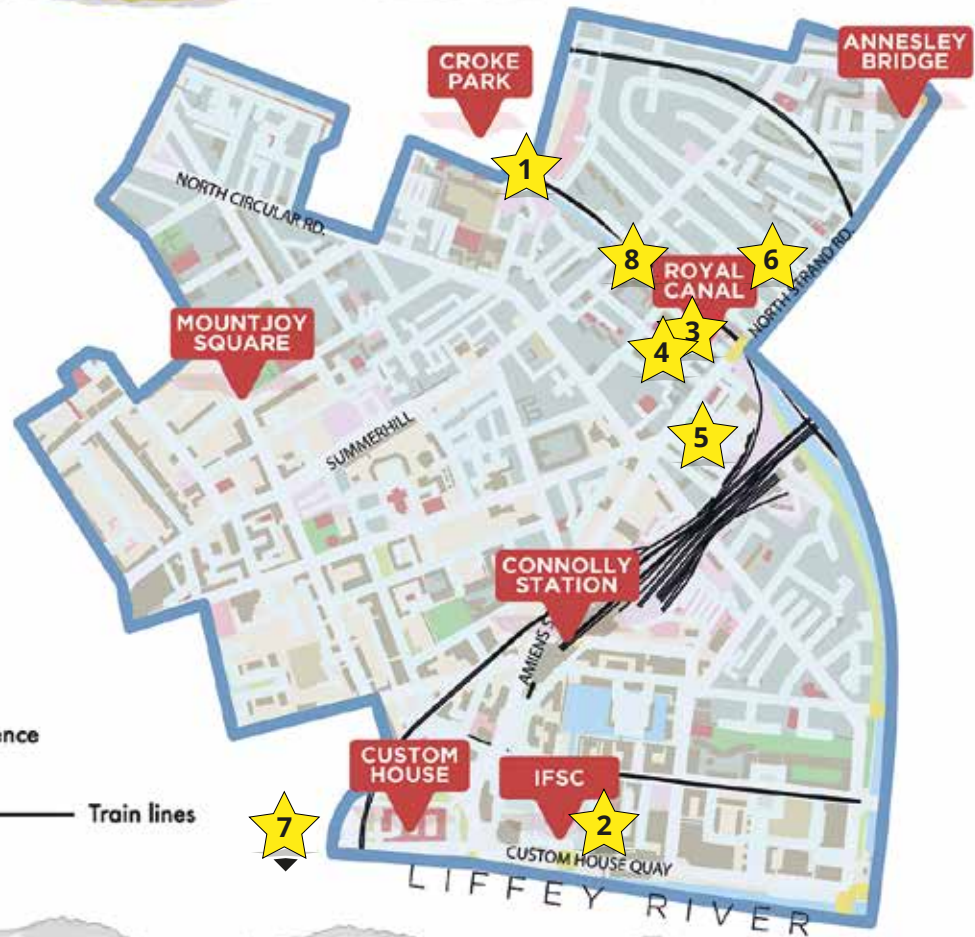 CROKE
PARK
ANNESLEY
BRIDGE
1
NORTH CIRCULAR RD.
8
6
ROYAL
CANAL
NORTH STRAND RD.
MOUNTJOY
SQUARE
3
4
SUMMERHILL
5
CONNOLLY
STATION
AMIENS S
ence
CUSTOM
HOUSE
IFSC
Train lines
7
2
CUSTOM HOUSE QUAY
LIFFEY RIVER